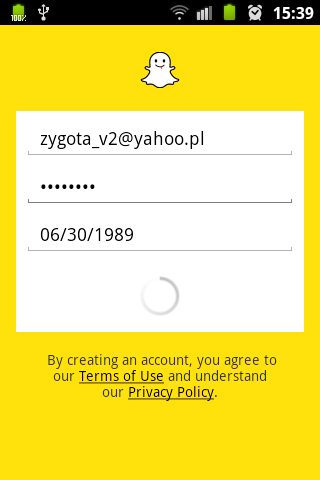 100%
15:39
zygota_v2@yahoo.pl
••••••••
06/30/1989
By creating an account, you agree to
our Terms of Use and understand
our Privacy Policy.